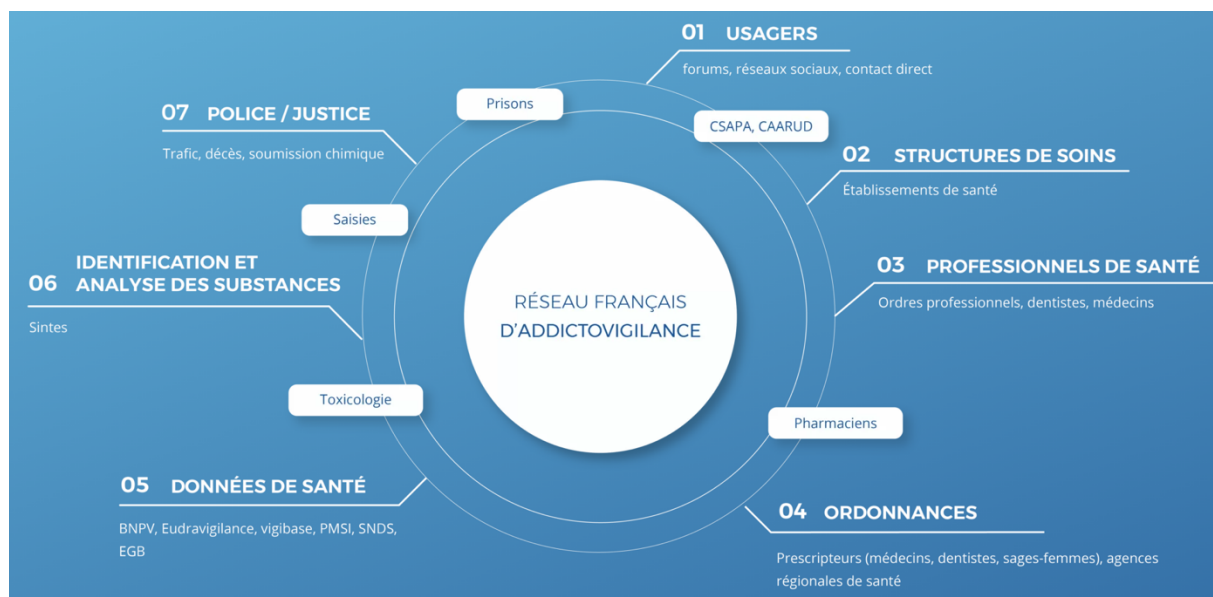 01 USAGERS
forums, réseaux sociaux, contact direct
Prisons
CSAPA, CAARUD
07 POLICE / JUSTICE
Trafic, décès, soumission chimique
02 STRUCTURES DE SOINS
Établissements de santé
Saisies
03 PROFESSIONNELS DE SANTÉ
Ordres professionnels, dentistes, médecins
IDENTIFICATION ET
06 ANALYSE DES SUBSTANCES
Sintes
RÉSEAU FRANÇAIS
D'ADDICTOVIGILANCE
Toxicologie
Pharmaciens
05 DONNÉES DE SANTÉ
BNPV, Eudravigilance, vigibase, PMSI, SNDS,
EGB
04 ORDONNANCES
Prescripteurs (médecins, dentistes, sages-femmes), agences
régionales de santé